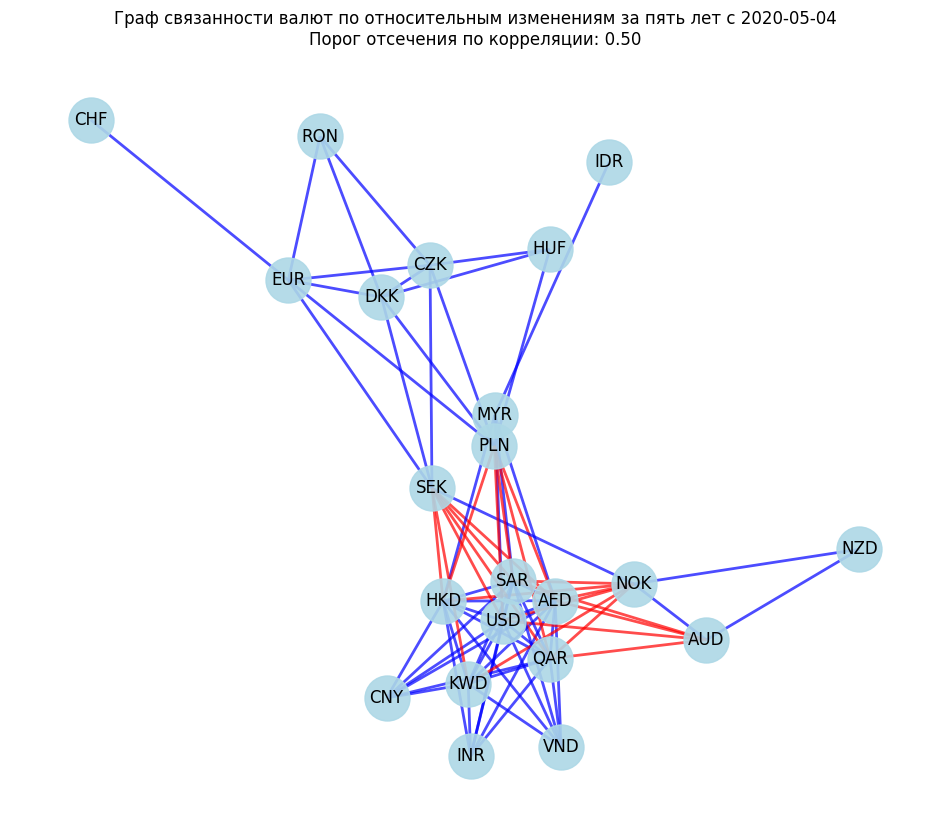 Граф связанности валют по относительным изменениям за пять лет с 2020-05-04
Порог отсечения по корреляции: 0.50
CHF
RON
IDR
HUF
CZK
EUR
DKK
MYR
PLN
SEK
NZD
SAR
NOK
HKD
AED
USD
AUD
QAR
KWD
CNY
VND
INR